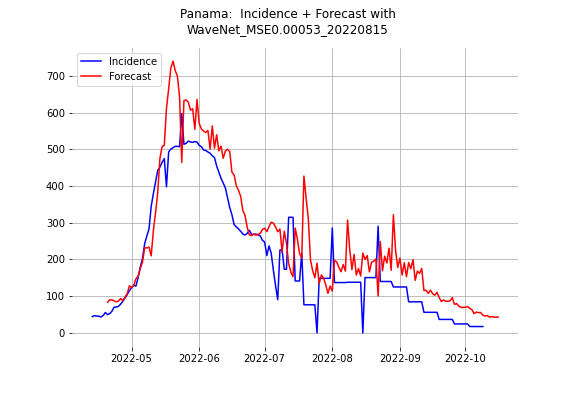 Panama:  Incidence + Forecast with
WaveNet_MSE0.00053_20220815
Incidence
Forecast
700
600
500
400
300
200
100
0
2022-05 2022-06 2022-07 2022-08 2022-09 2022-10